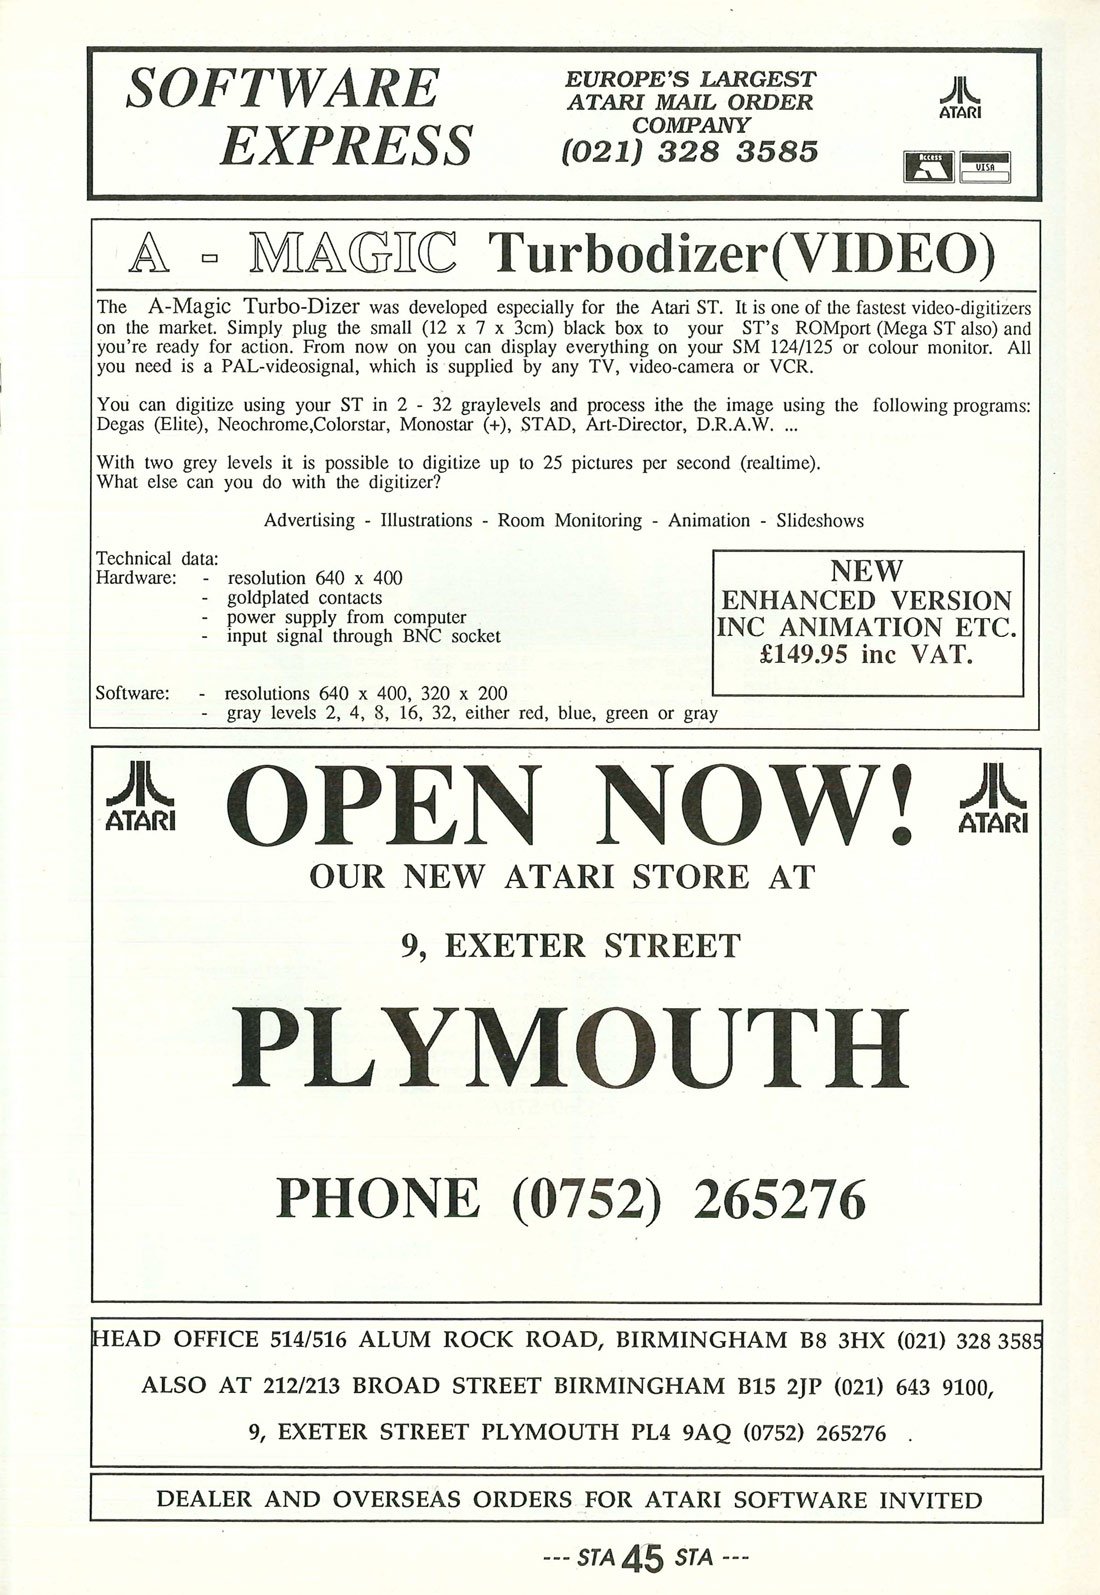 SOFTWARE
EXPRESS
EUROPE'S LARGEST
ATARI MAIL ORDER
COMPANY
(021) 328 3585
ATARI
Access
VISA
A - MAGIC Turbodizer(VIDEO)
The A-Magic Turbo-Dizer was developed especially for the Atari ST. It is one of the fastest video-digitizers
on the market. Simply plug the small (12 x 7 x 3cm) black box to your ST's ROMport (Mega ST also) and
you're ready for action. From now on you can display everything on your SM 124/125 or colour monitor. All
you need is a PAL-videosignal, which is supplied by any TV, video-camera or VCR.
You can digitize using your ST in 2 - 32 graylevels and process ithe the image using the following programs:
Degas (Elite), Neochrome,Colorstar, Monostar (+), STAD, Art-Director, D.R.A.W. ...
With two grey levels it is possible to digitize up to 25 pictures per second (realtime).
What else can you do with the digitizer?
Advertising - Illustrations - Room Monitoring - Animation - Slideshows
Technical data:
Hardware: - resolution 640 x 400
- goldplated contacts
- power supply from computer
- input signal through BNC socket
Software: - resolutions 640 x 400, 320 x 200
- gray levels 2, 4, 8, 16, 32, either red, blue, green or gray
NEW
ENHANCED VERSION
INC ANIMATION ETC.
£149.95 inc VAT.
ATARI
OPEN NOW!
ATARI
OUR NEW ATARI STORE AT
9, EXETER STREET
PLYMOUTH
PHONE (0752) 265276
HEAD OFFICE 514/516 ALUM ROCK ROAD, BIRMINGHAM B8 3HX (021) 328 3585
ALSO AT 212/213 BROAD STREET BIRMINGHAM B15 2JP (021) 643 9100,
9, EXETER STREET PLYMOUTH PL4 9AQ (0752) 265276 .
DEALER AND OVERSEAS ORDERS FOR ATARI SOFTWARE INVITED
--- STA 45 STA ---